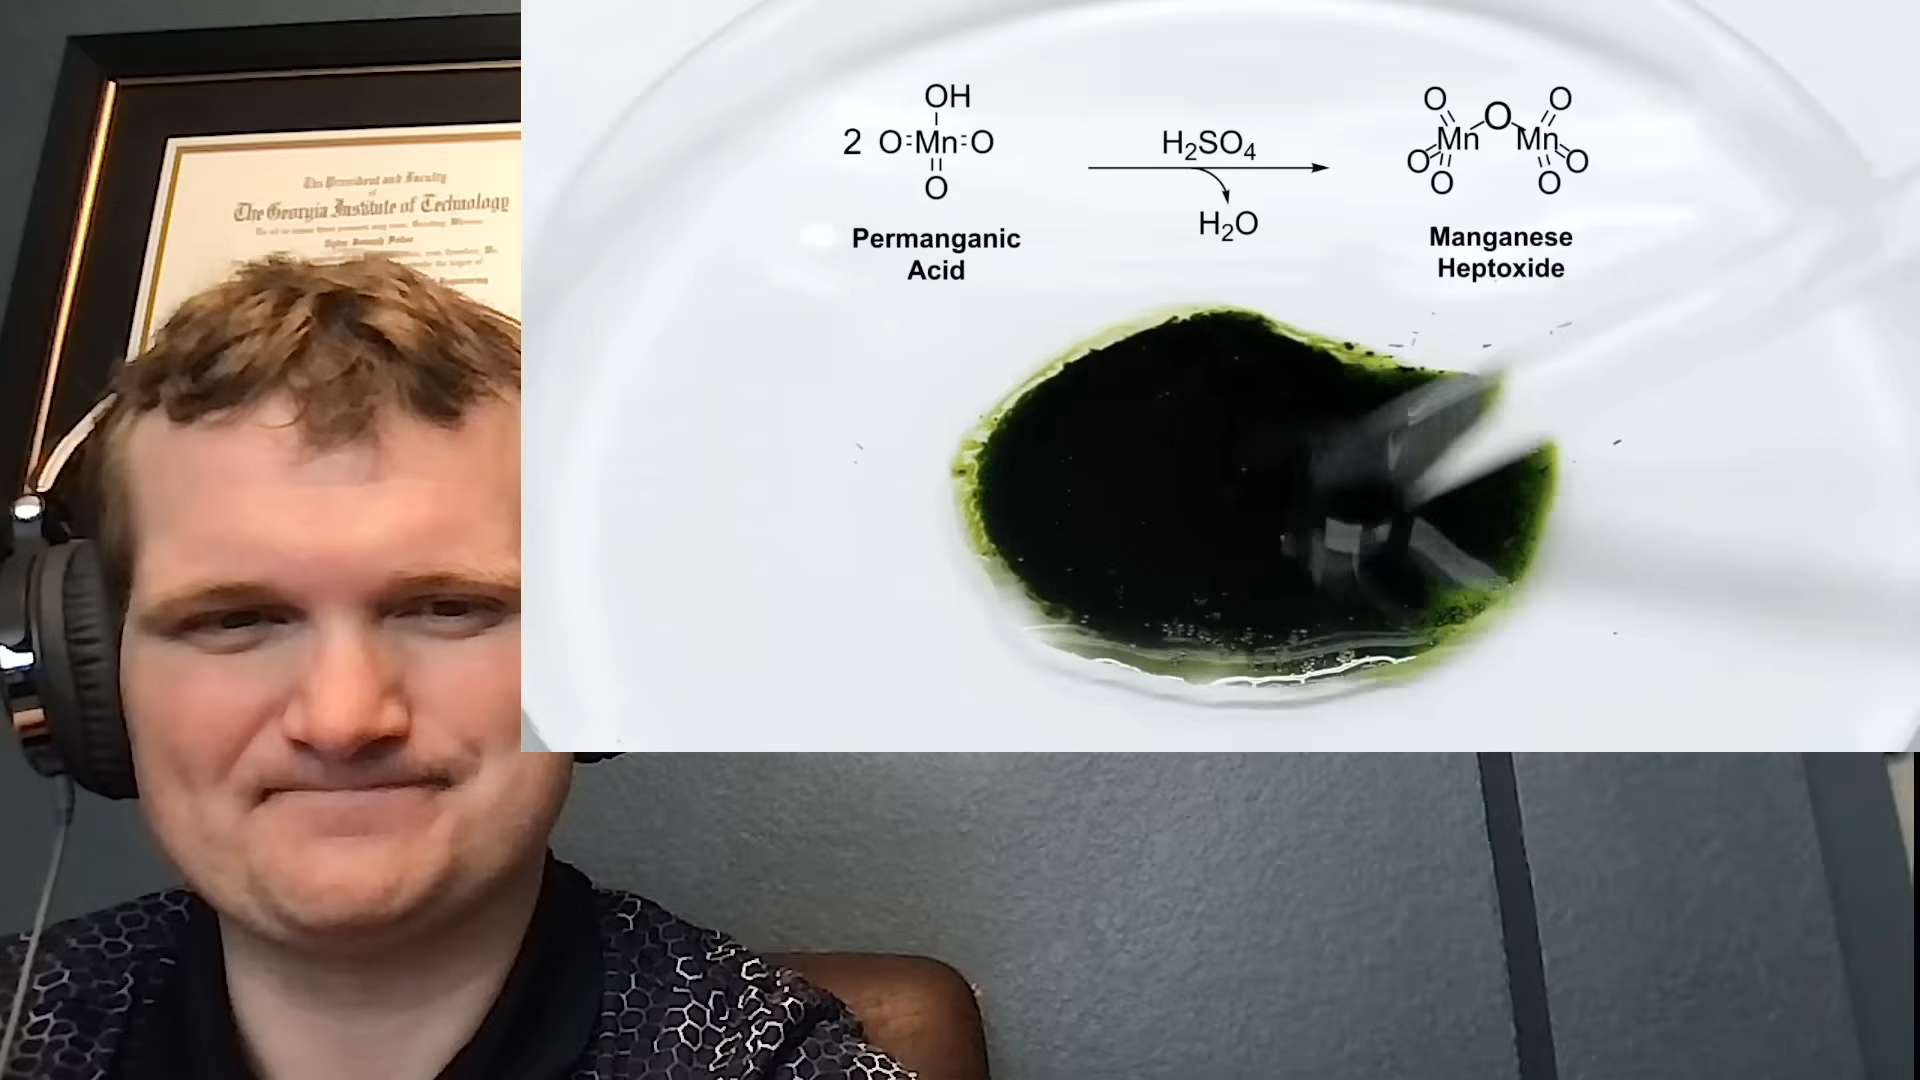 The President and Faculty
of
The Georgia Institute of Technology
OH
2 O=Mn=O
O
Permanganic
Acid
H₂SO₄
H₂O
O O O
Mn Mn
O O
O O
Manganese
Heptoxide